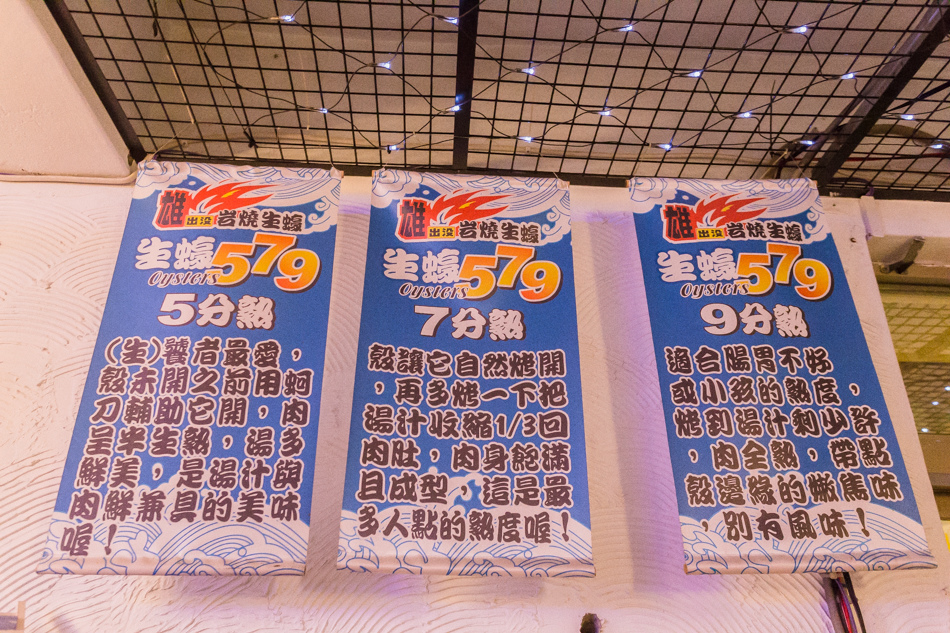 雄
出没 岩燒生蠔
生蠔579
Oysters
5分熟
（生）饕者最愛，
殼未開之前用蚵
刀輔助它開，肉
呈半生熟，湯多
鮮美，是湯汁與
肉鮮兼具的美味
喔！
雄
出没 岩燒生蠔
生蠔579
Oysters
7分熟
殼讓它自然烤開
，再多烤一下把
湯汁收縮1/3回
肉肚，肉身飽滿
且成型，這是最
多人點的熟度喔！
雄
出没 岩燒生蠔
生蠔579
Oysters
9分熟
適合腸胃不好
或小孩的熟度，
烤到湯汁剩少許
，肉全熟，帶點
殼邊緣的橄焦味
，別有風味！